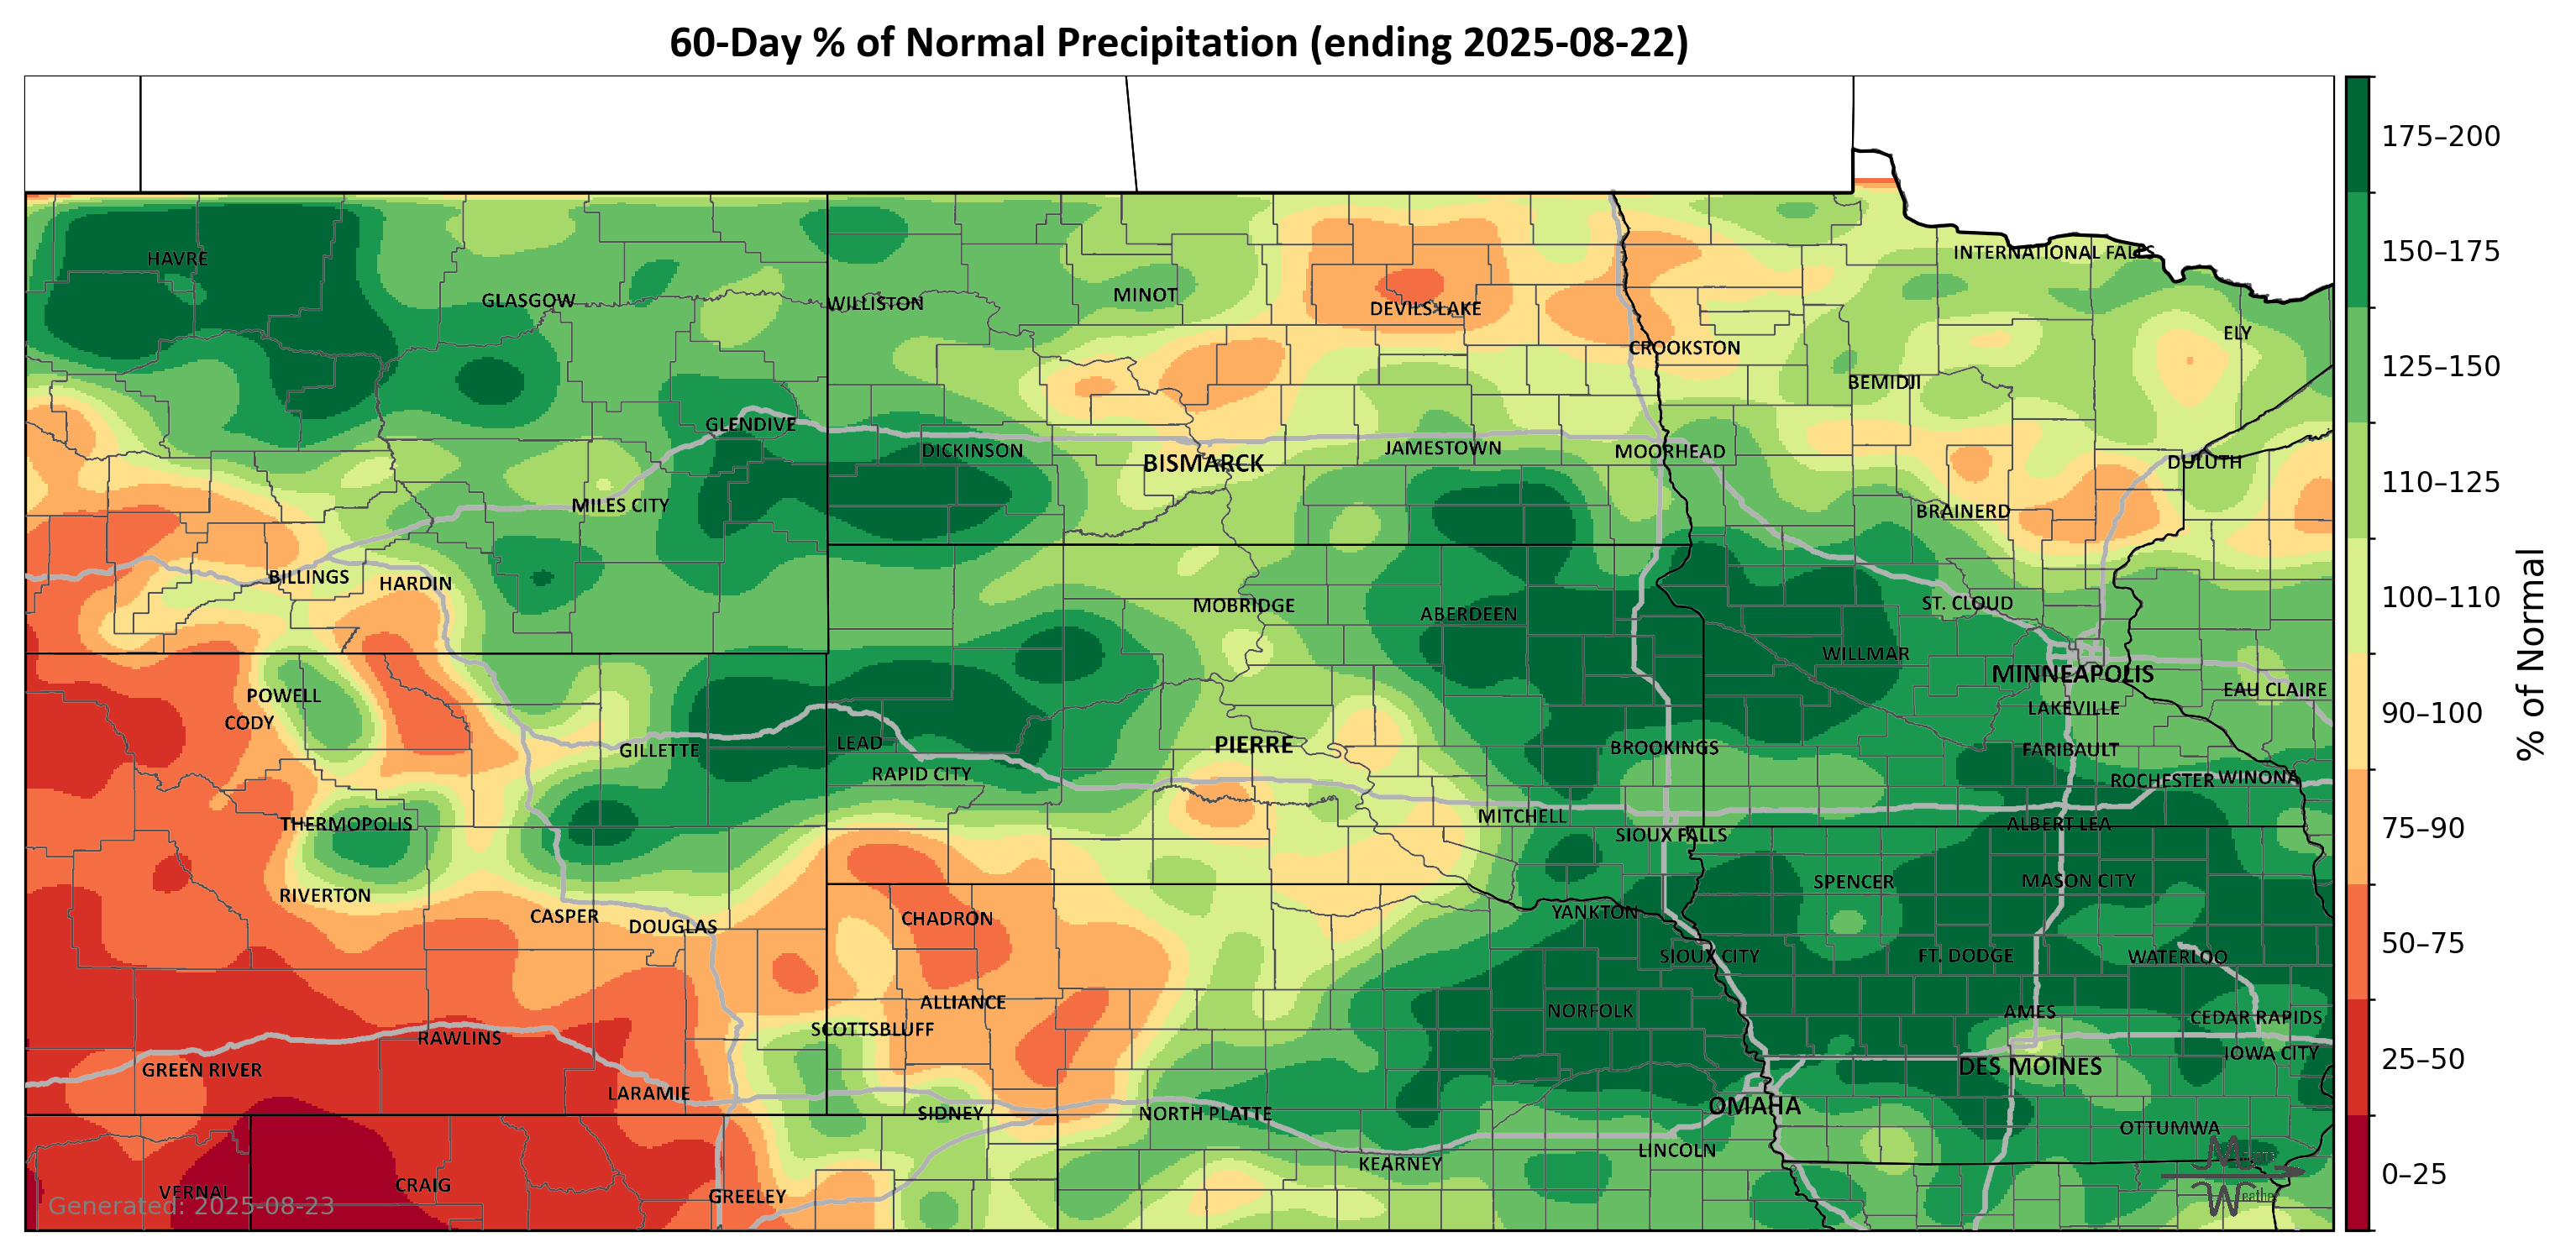 60-Day % of Normal Precipitation (ending 2025-08-22)
175–200
150–175
125–150
110–125
100–110
90–100
75–90
50–75
25–50
0–25
% of Normal
HAVRE
INTERNATIONAL FALLS
GLASGOW
WILLISTON
MINOT
DEVILS LAKE
ELY
CROOKSTON
BEMIDJI
GLENDIVE
DICKINSON
BISMARCK
JAMESTOWN
MOORHEAD
DULUTH
MILES CITY
BRAINERD
BILLINGS
HARDIN
MOBRIDGE
ABERDEEN
ST. CLOUD
WILLMAR
MINNEAPOLIS
POWELL
EAU CLAIRE
CODY
LAKEVILLE
GILLETTE
LEAD
PIERRE
BROOKINGS
FARIBAULT
RAPID CITY
ROCHESTER
WINONA
THERMOPOLIS
MITCHELL
ALBERT LEA
SIOUX FALLS
RIVERTON
SPENCER
MASON CITY
CASPER
DOUGLAS
CHADRON
YANKTON
SIOUX CITY
FT. DODGE
WATERLOO
ALLIANCE
NORFOLK
AMES
CEDAR RAPIDS
SCOTTSBLUFF
RAWLINS
IOWA CITY
GREEN RIVER
DES MOINES
LARAMIE
SIDNEY
NORTH PLATTE
OMAHA
OTTUMWA
LINCOLN
KEARNEY
VERNAL
CRAIG
GREELEY
Generated: 2025-08-23
Weather